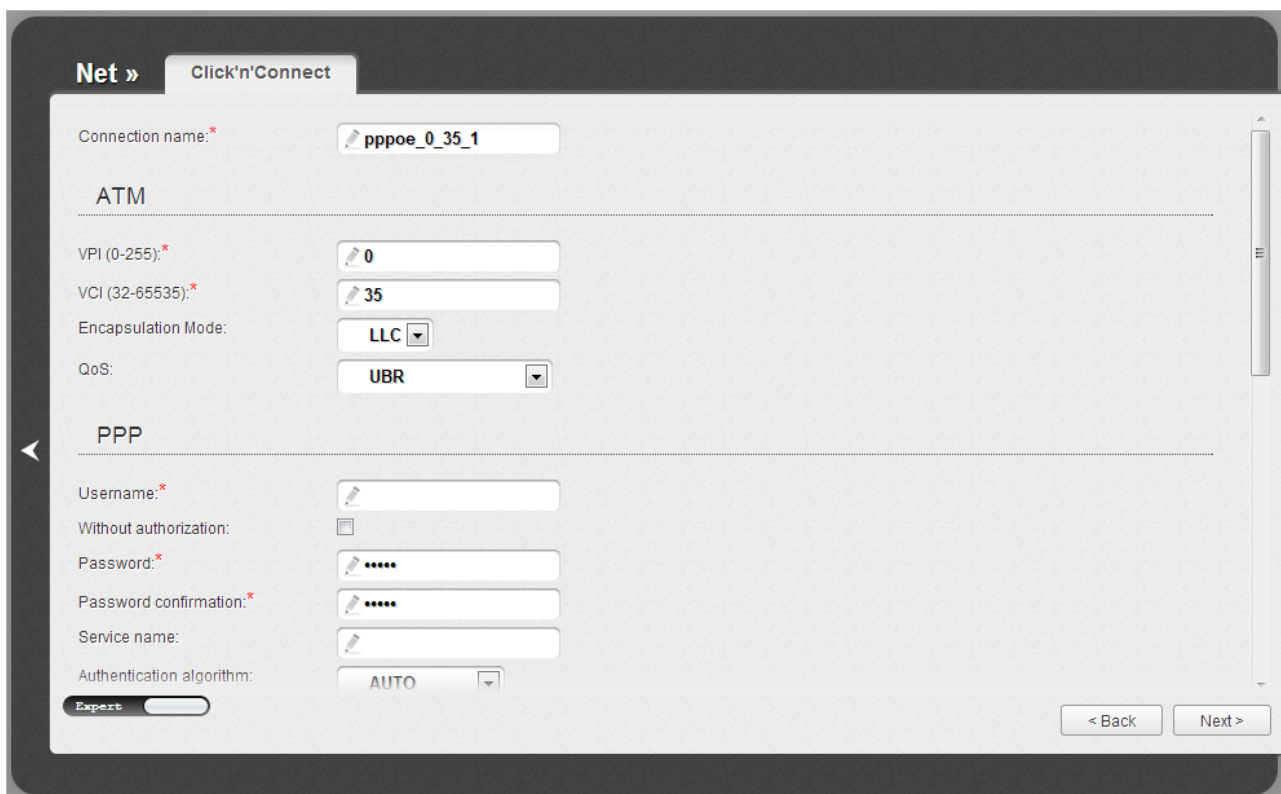 Net » Click'n'Connect
Connection name:* pppoe_0_35_1
ATM
VPI (0-255):* 0
VCI (32-65535):* 35
Encapsulation Mode: LLC
QoS: UBR
PPP
Username:*
Without authorization:
Password:* •••••
Password confirmation:* •••••
Service name:
Authentication algorithm: AUTO
Expert
< Back Next >